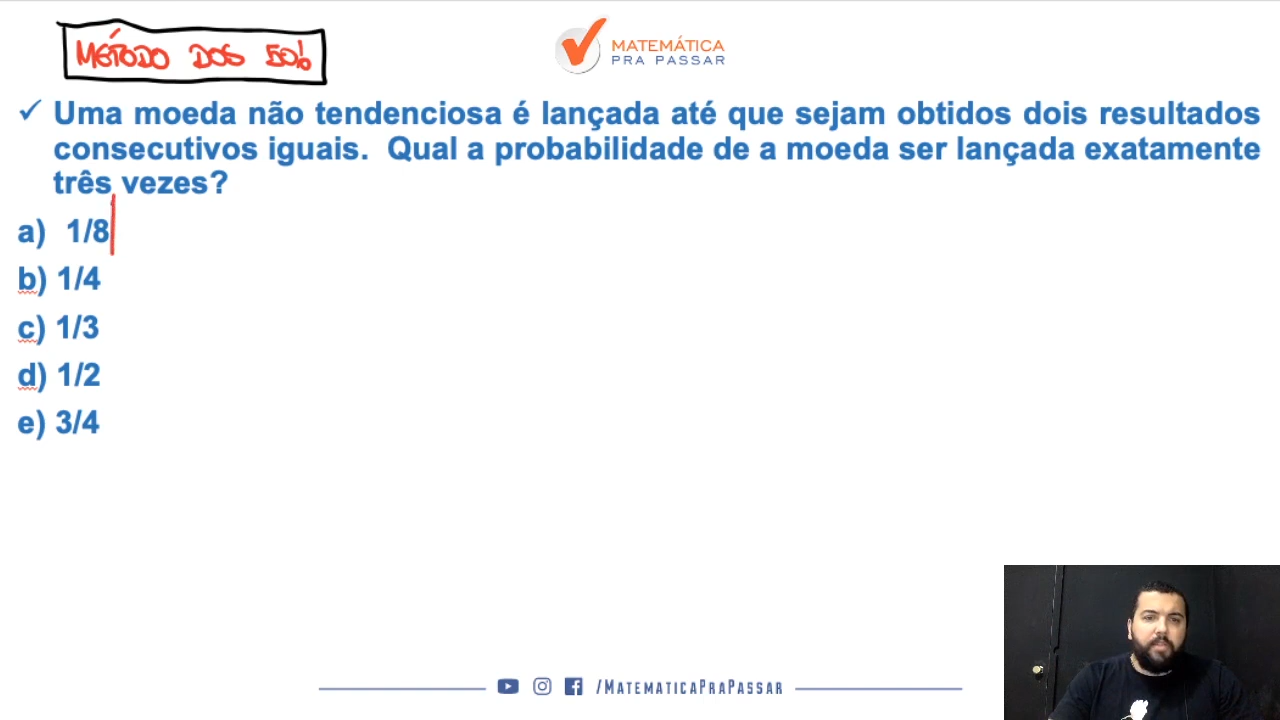 MÉTODO DOS 50!
MATEMÁTICA
PRA PASSAR
✓ Uma moeda não tendenciosa é lançada até que sejam obtidos dois resultados
consecutivos iguais. Qual a probabilidade de a moeda ser lançada exatamente
três vezes?
a) 1/8
b) 1/4
c) 1/3
d) 1/2
e) 3/4
/MATEMATICAPRAPASSAR